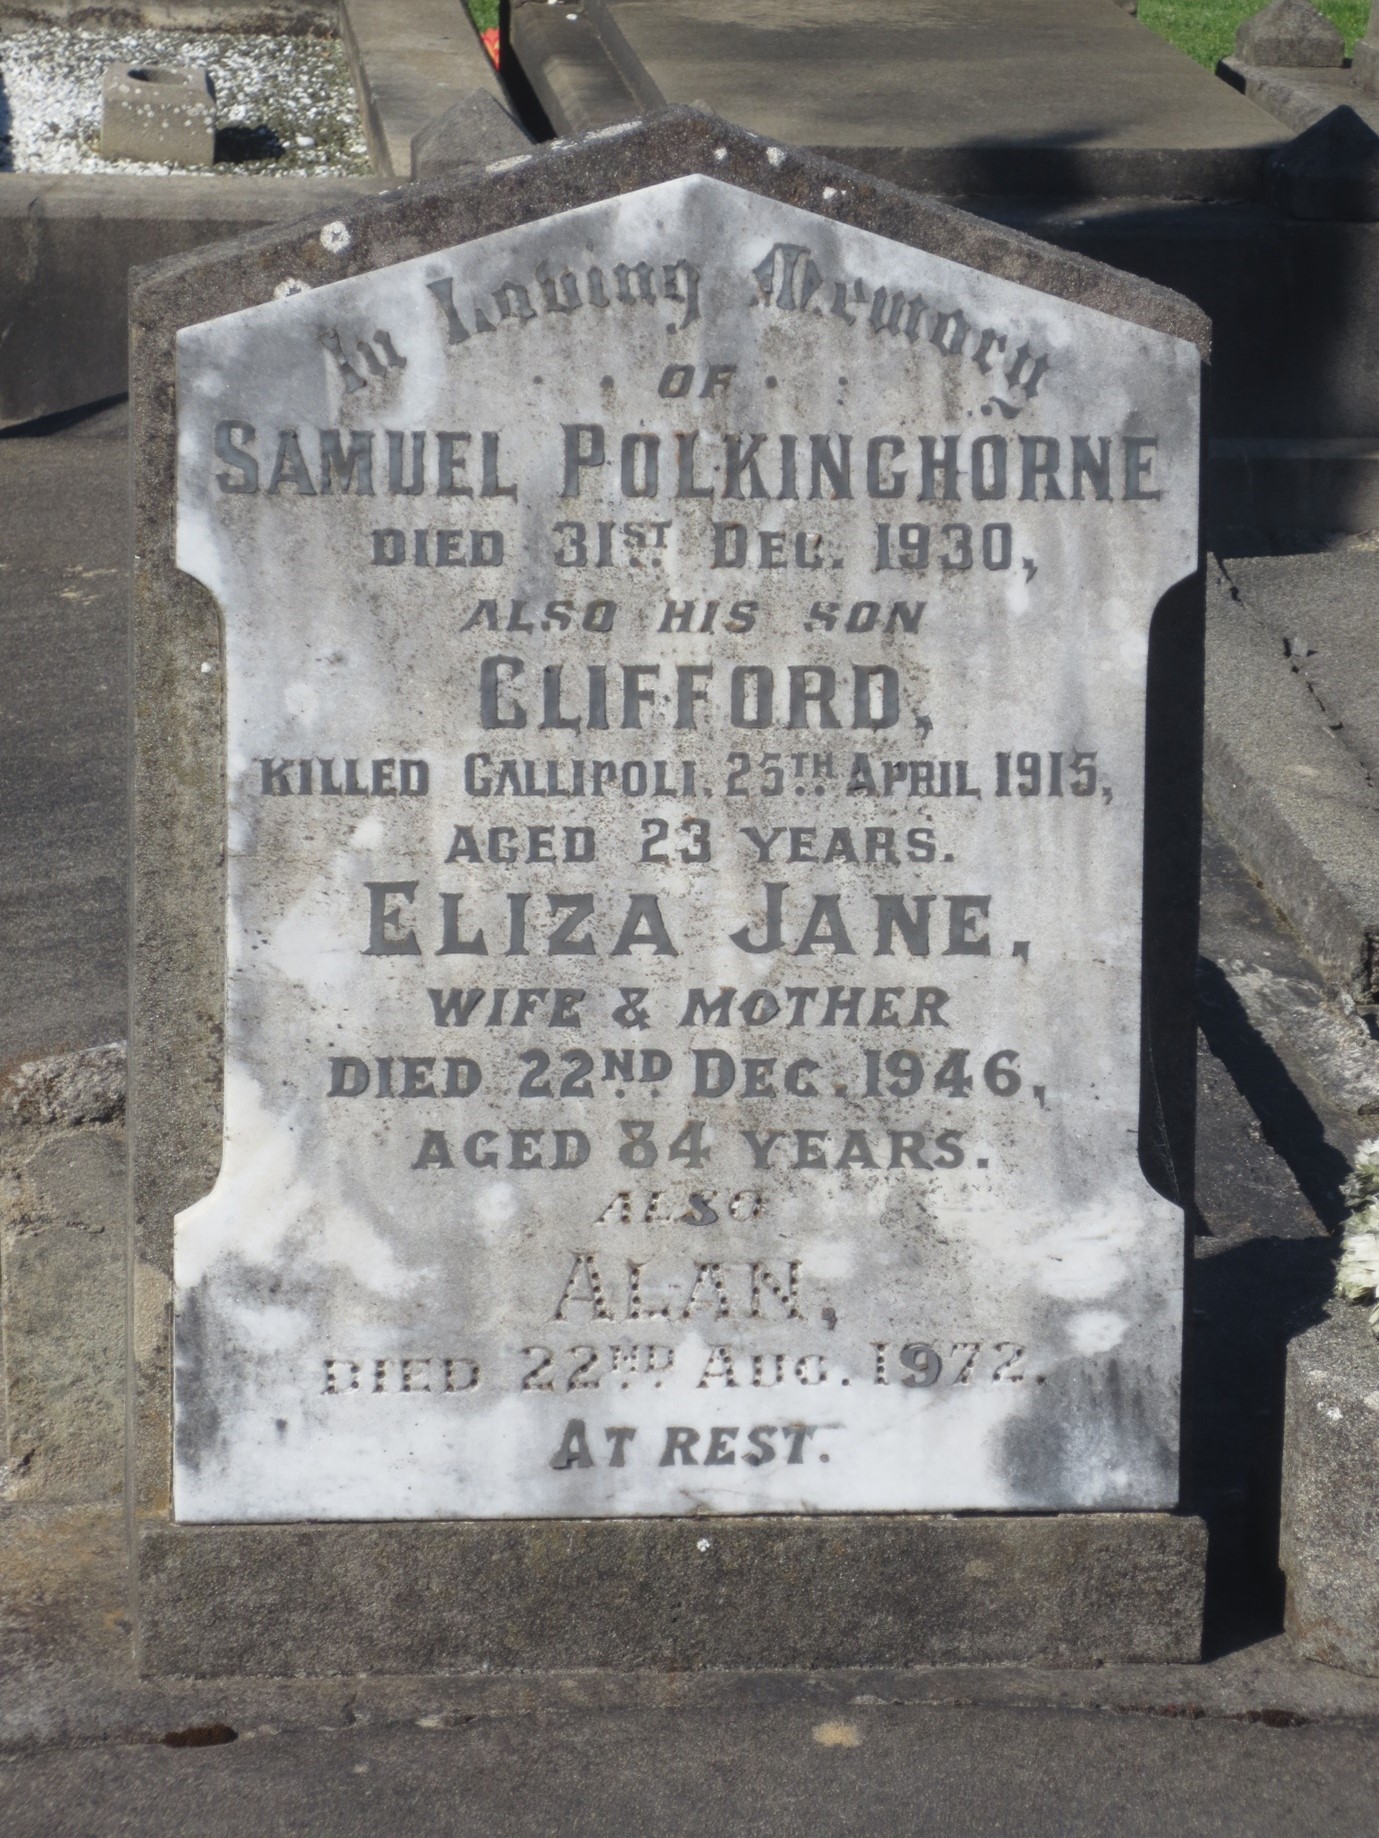 In Loving Memory
OF
SAMUEL POLKINGHORNE
DIED 31ST DEC. 1930,
ALSO HIS SON
CLIFFORD,
KILLED GALLIPOLI, 25TH APRIL 1915,
AGED 23 YEARS.
ELIZA JANE,
WIFE & MOTHER
DIED 22ND DEC. 1946,
AGED 84 YEARS.
ALSO
ALAN,
DIED 22ND AUG. 1972.
AT REST.